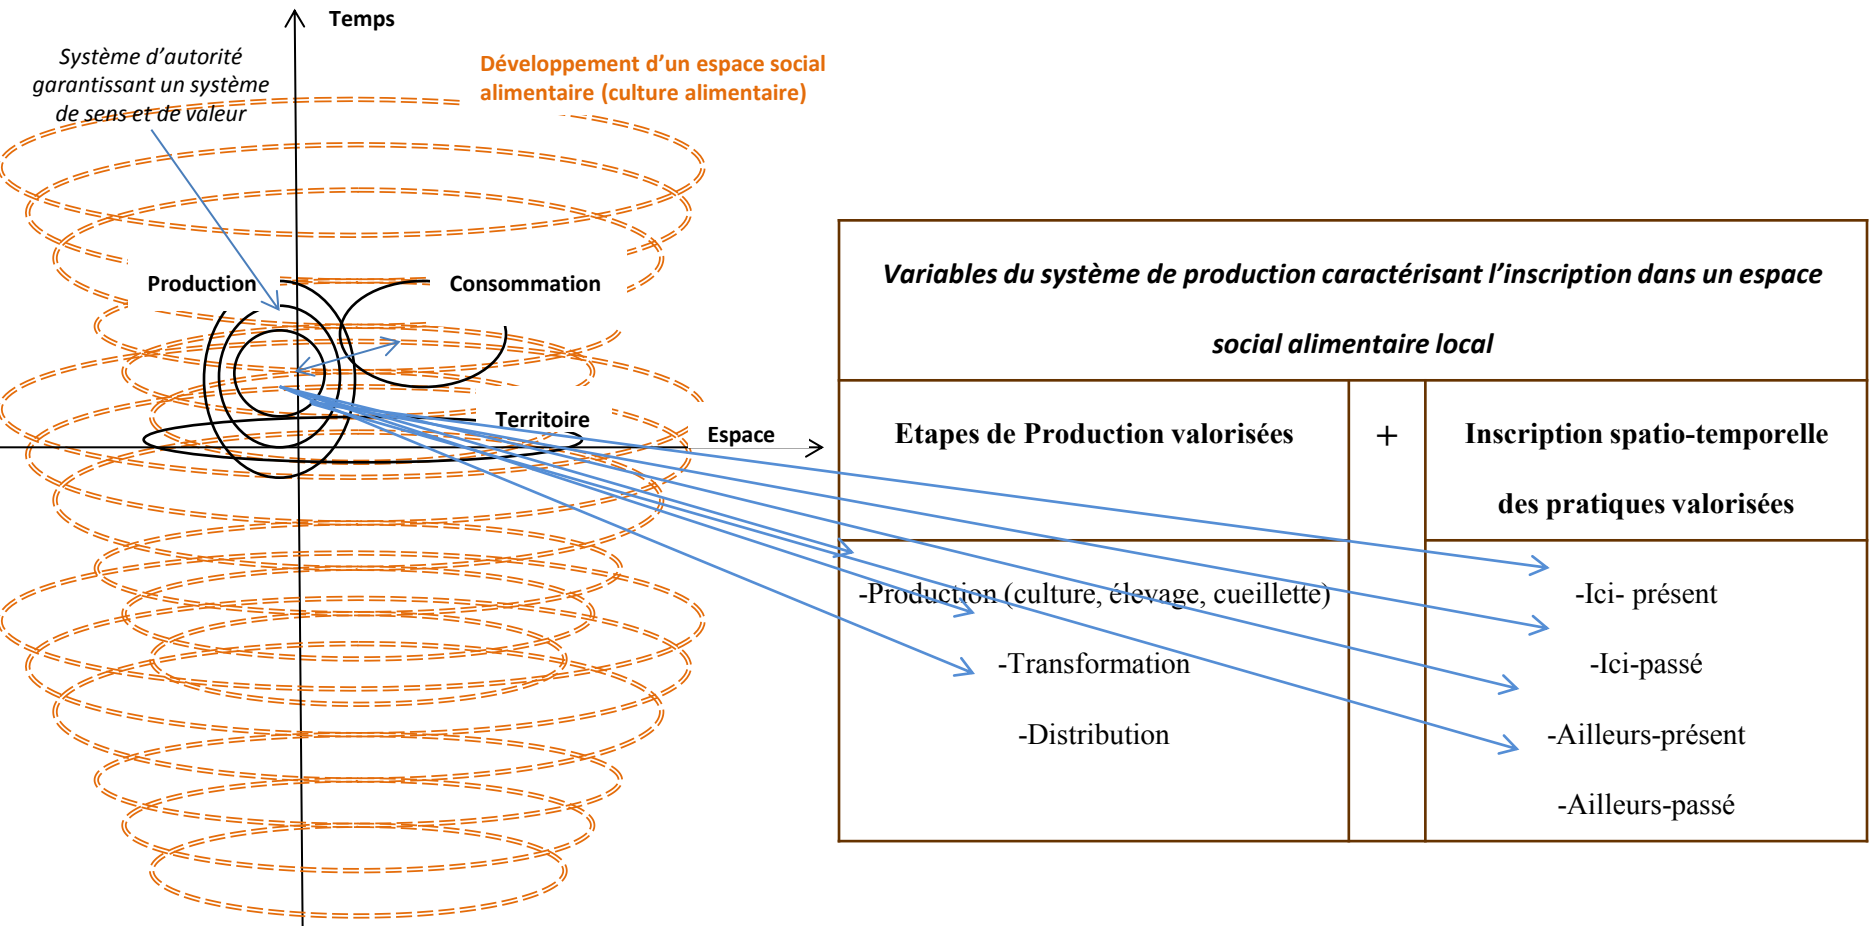 Temps
Système d’autorité
garantissant un système
de sens et de valeur
Développement d’un espace social
alimentaire (culture alimentaire)
Production
Consommation
Territoire
Espace
Variables du système de production caractérisant l’inscription dans un espace
social alimentaire local
Etapes de Production valorisées
+
Inscription spatio-temporelle
des pratiques valorisées
-Production (culture, élevage, cueillette)
-Transformation
-Distribution
-Ici- présent
-Ici-passé
-Ailleurs-présent
-Ailleurs-passé